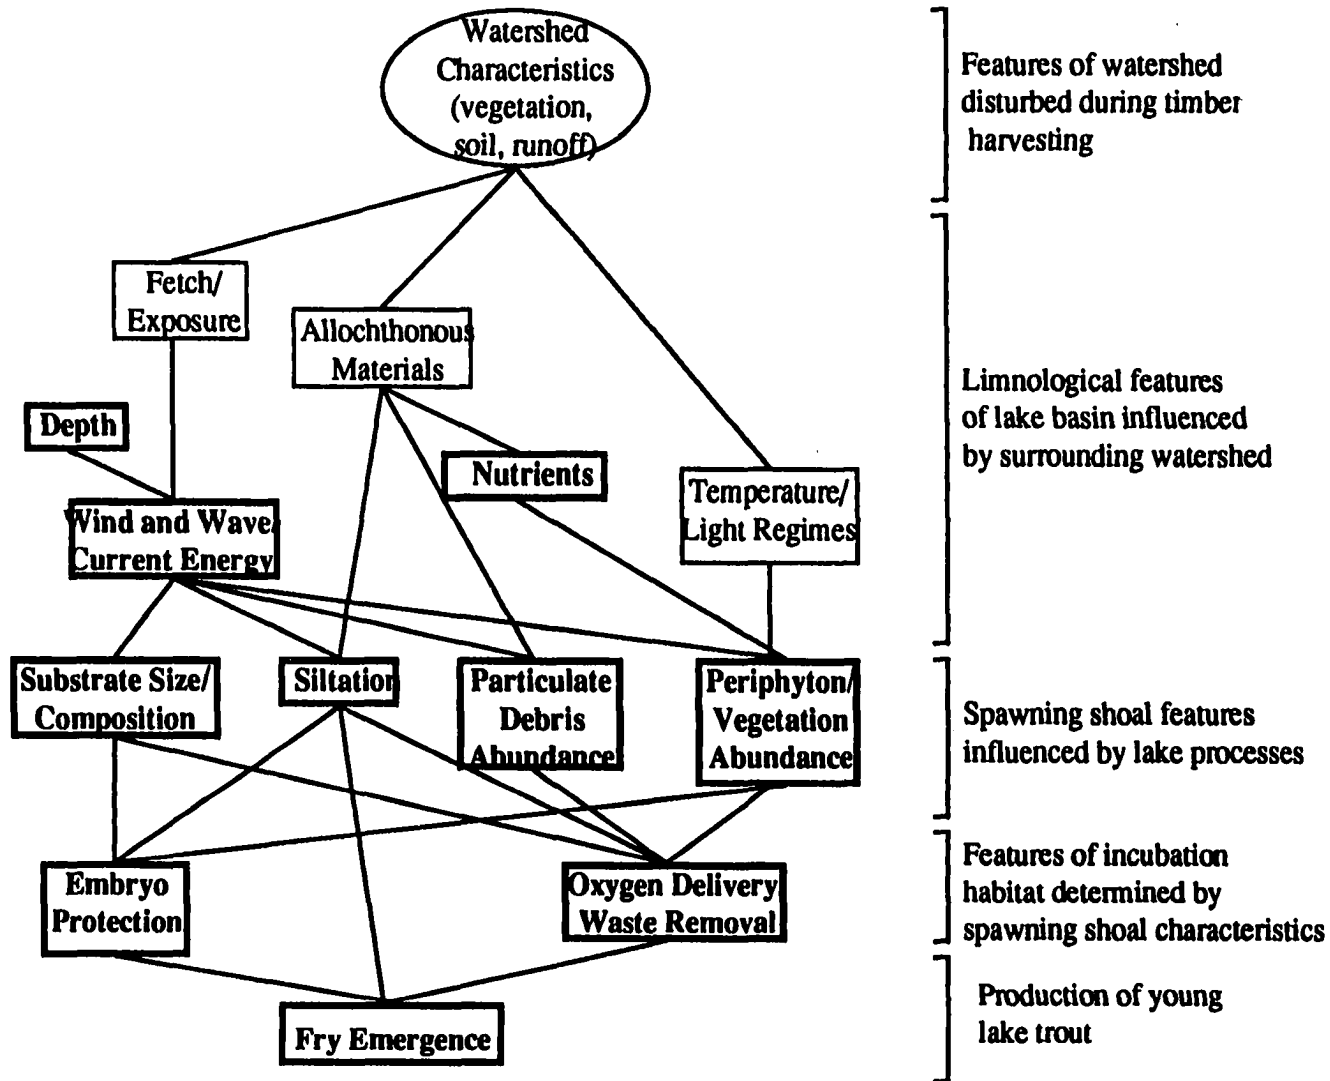 Watershed
Characteristics
(vegetation,
soil, runoff)
Features of watershed
disturbed during timber
harvesting
Fetch/
Exposure
Allochthonous
Materials
Depth
Nutrients
Temperature/
Light Regimes
Wind and Wave/
Current Energy
Limnological features
of lake basin influenced
by surrounding watershed
Substrate Size/
Composition
Siltation
Particulate
Debris
Abundance
Periphyton/
Vegetation
Abundance
Spawning shoal features
influenced by lake processes
Embryo
Protection
Oxygen Delivery
Waste Removal
Features of incubation
habitat determined by
spawning shoal characteristics
Fry Emergence
Production of young
lake trout